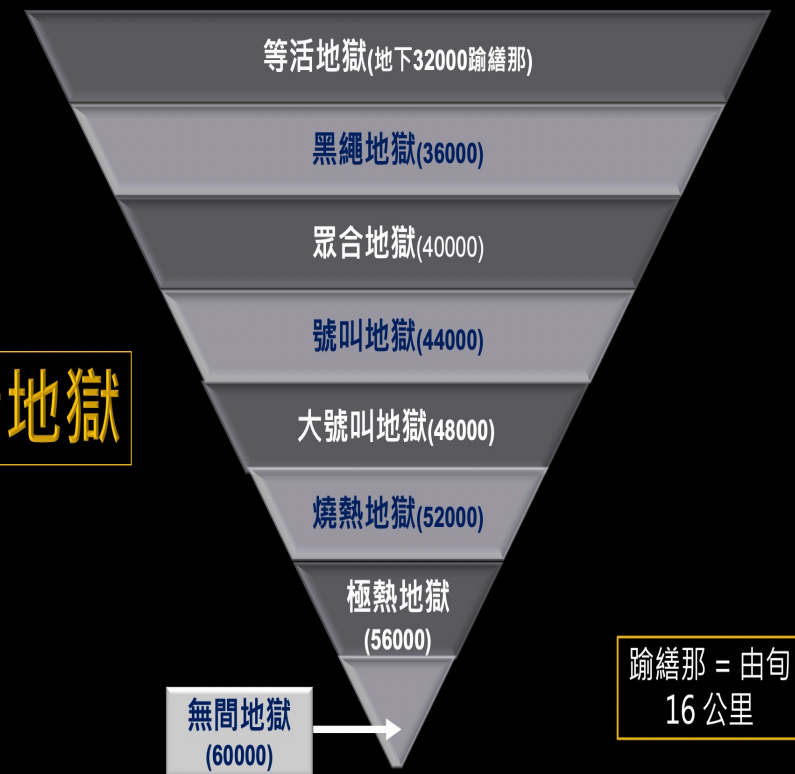 等活地獄(地下32000踰繕那)
黑繩地獄(36000)
眾合地獄(40000)
號叫地獄(44000)
地獄
大號叫地獄(48000)
燒熱地獄(52000)
極熱地獄
(56000)
無間地獄
(60000)
踰繕那 = 由旬
16 公里